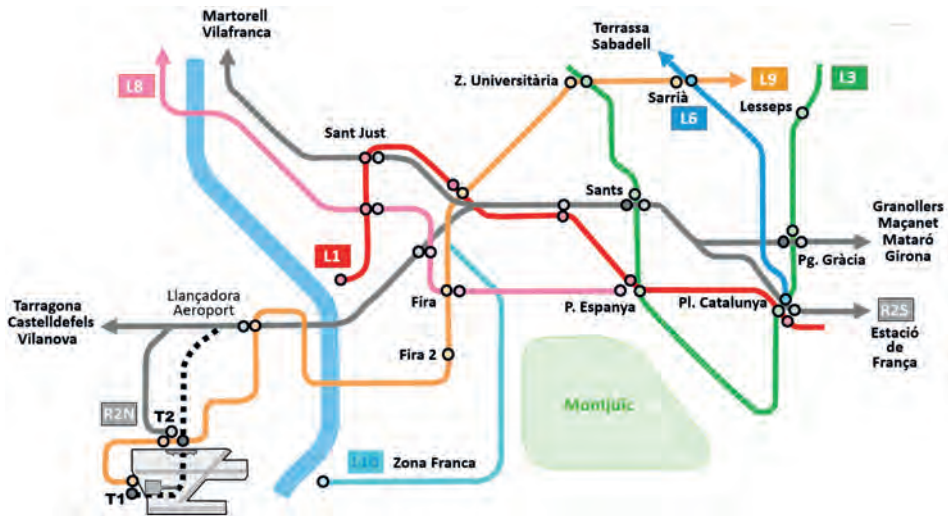 Martorell
Vilafranca
L8
Terrassa
Sabadell
Z. Universitària
L9
L3
Sarrià
L6
Lesseps
Sant Just
Sants
Granollers
Maçanet
Mataró
Girona
Pg. Gràcia
L1
Llançadora
Aeroport
Tarragona
Castelldefels
Vilanova
Fira
P. Espanya
Pl. Catalunya
R2S
Estació
de
França
Fira 2
Montjuïc
R2N
T2
L10
Zona Franca
T1